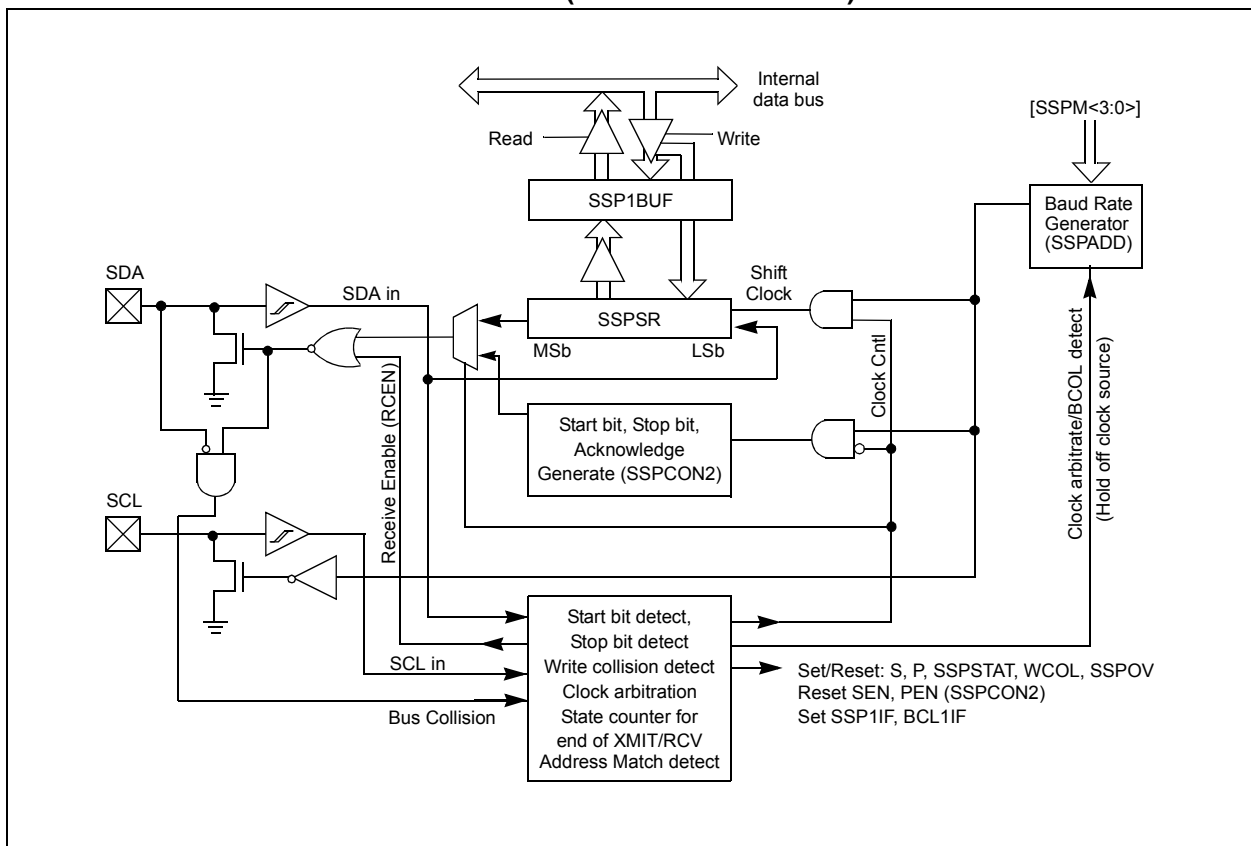 Internal
data bus
[SSPM<3:0>]
Read
Write
SSP1BUF
Baud Rate
Generator
(SSPADD)
SDA
Shift
Clock
SDA in
SSPSR
MSb
LSb
Receive Enable (RCEN)
Clock Cntl
Clock arbitrate/BCOL detect
(Hold off clock source)
Start bit, Stop bit,
Acknowledge
Generate (SSPCON2)
SCL
SCL in
Bus Collision
Start bit detect,
Stop bit detect
Write collision detect
Clock arbitration
State counter for
end of XMIT/RCV
Address Match detect
Set/Reset: S, P, SSPSTAT, WCOL, SSPOV
Reset SEN, PEN (SSPCON2)
Set SSP1IF, BCL1IF